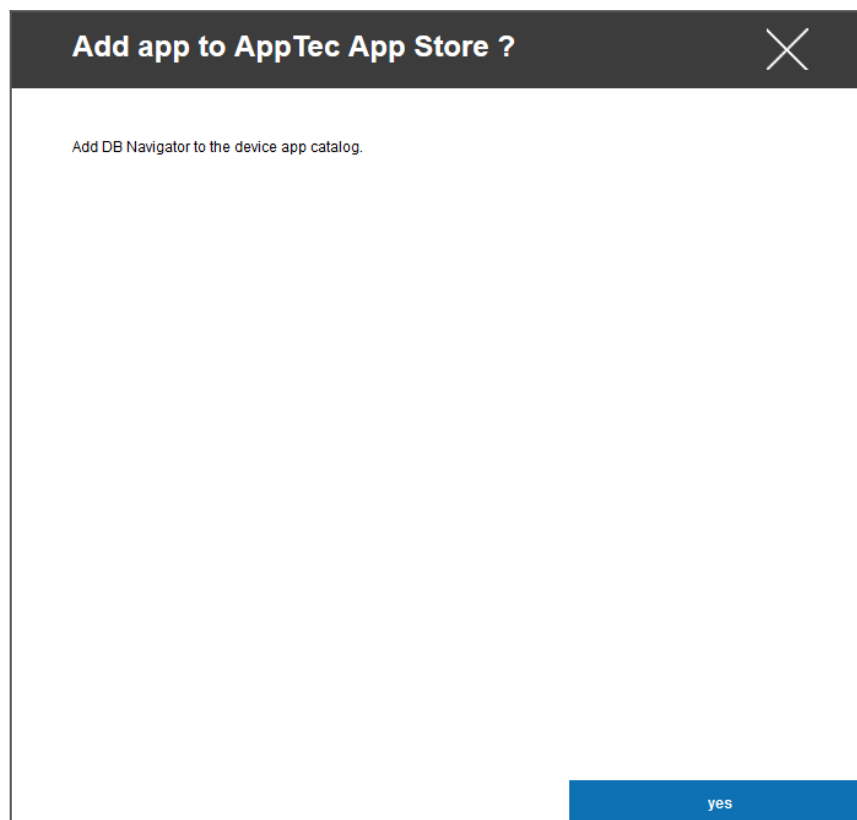 Add app to AppTec App Store ?
Add DB Navigator to the device app catalog.
yes